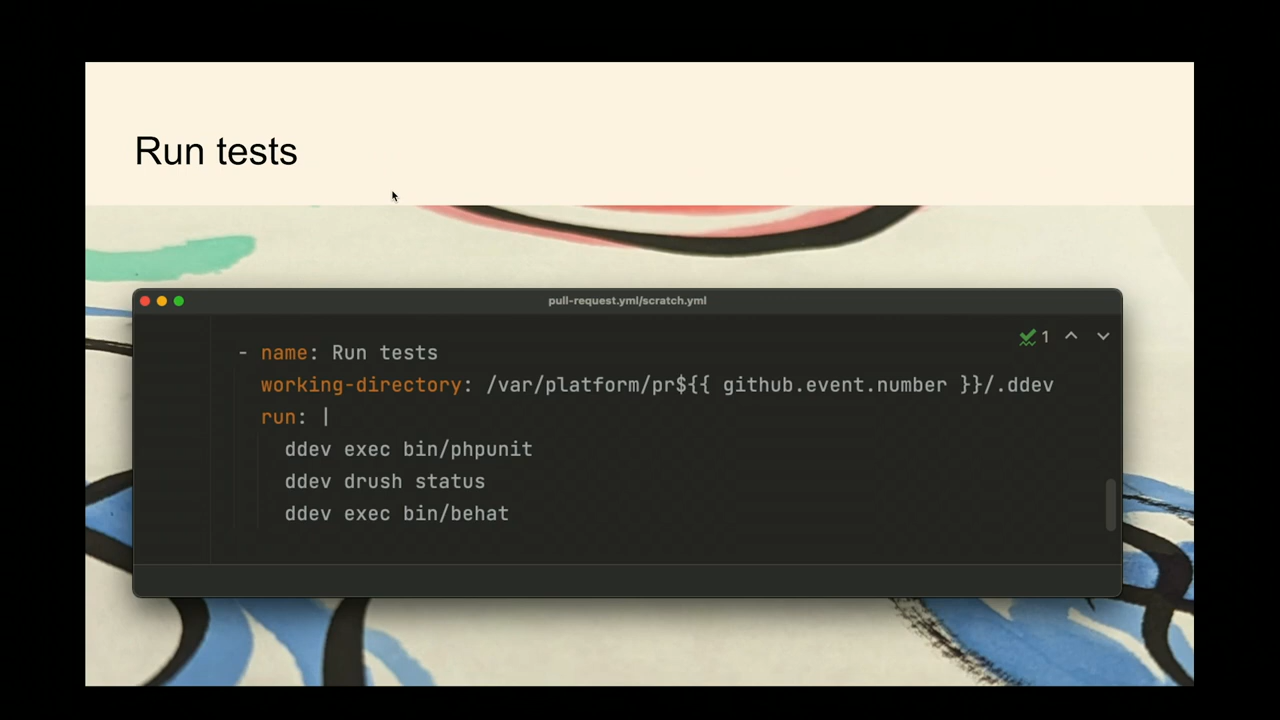 Run tests
pull-request.yml/scratch.yml
1
- name: Run tests
working-directory: /var/platform/pr${{ github.event.number }}/.ddev
run: |
ddev exec bin/phpunit
ddev drush status
ddev exec bin/behat